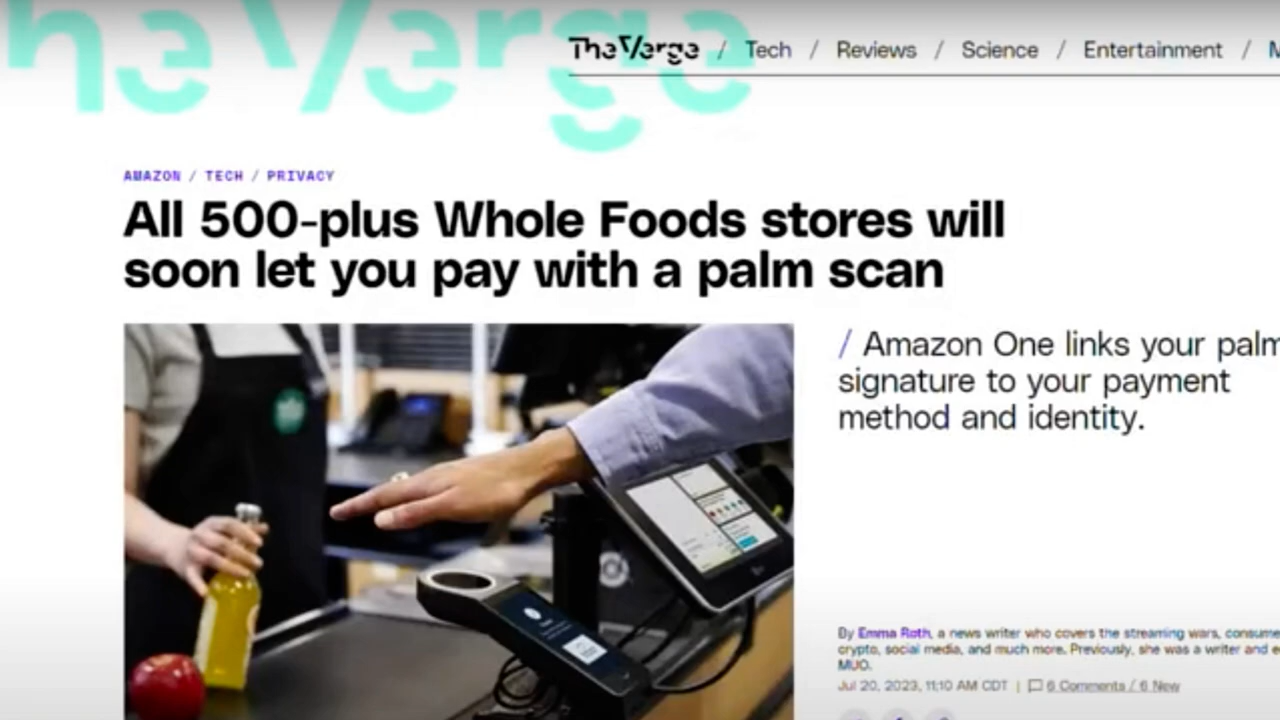 The Verge
The Verge / Tech / Reviews / Science / Entertainment / M
AMAZON / TECH / PRIVACY
All 500-plus Whole Foods stores will
soon let you pay with a palm scan
/ Amazon One links your palm
signature to your payment
method and identity.
By Emma Roth, a news writer who covers the streaming wars, consume
crypto, social media, and much more. Previously, she was a writer and e
MUO.
Jul 20, 2023, 11:10 AM CDT | 6 Comments / 6 New